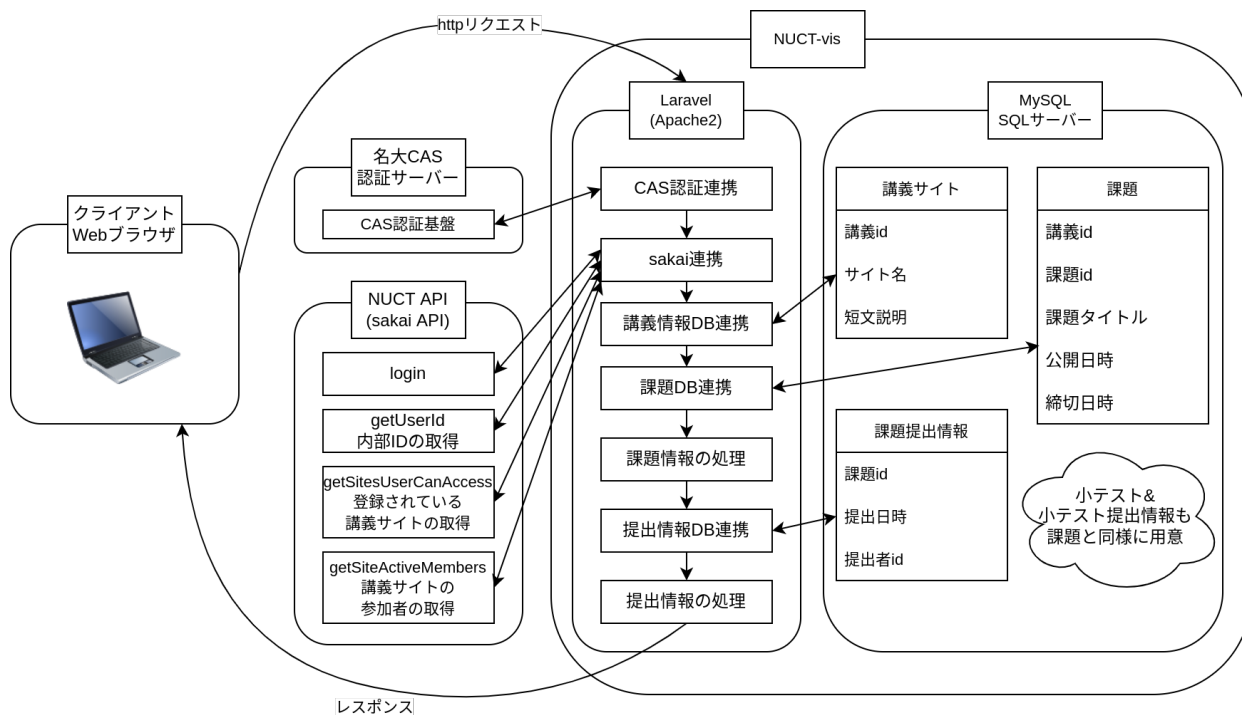 httpリクエスト
NUCT-vis
Laravel
(Apache2)
MySQL
SQLサーバー
名大CAS
認証サーバー
CAS認証基盤
クライアント
Webブラウザ
NUCT API
(sakai API)
login
getUserId
内部IDの取得
getSitesUserCanAccess
登録されている
講義サイトの取得
getSiteActiveMembers
講義サイトの
参加者の取得
CAS認証連携
sakai連携
講義情報DB連携
課題DB連携
課題情報の処理
提出情報DB連携
提出情報の処理
講義サイト
講義id
サイト名
短文説明
課題
講義id
課題id
課題タイトル
公開日時
締切日時
課題提出情報
課題id
提出日時
提出者id
小テスト&
小テスト提出情報も
課題と同様に用意
レスポンス